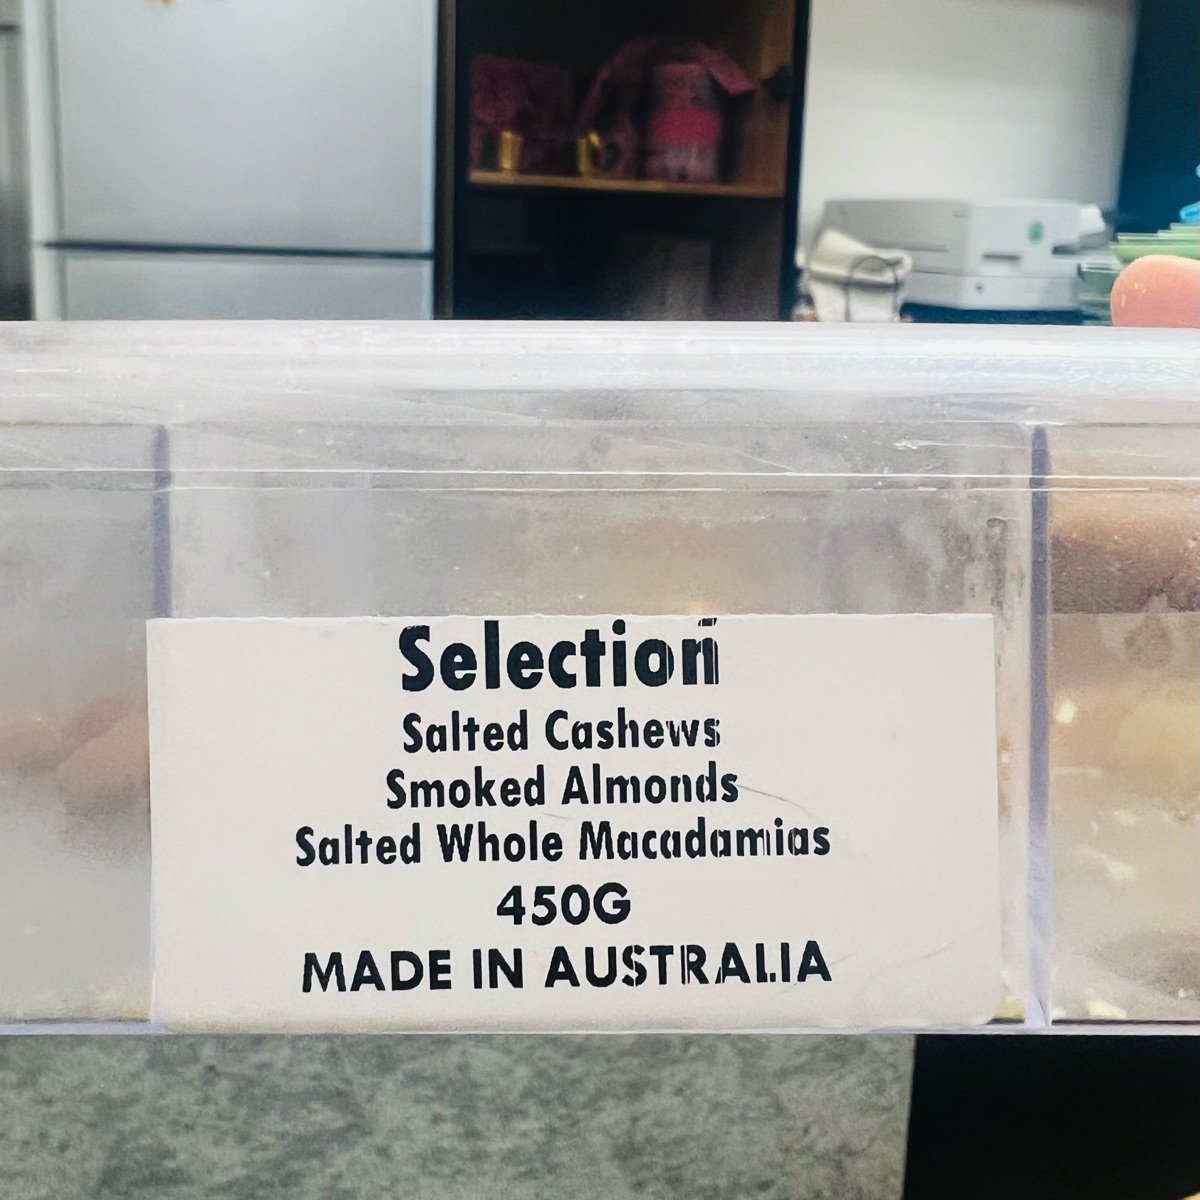 Selection
Salted Cashews
Smoked Almonds
Salted Whole Macadamias
450G
MADE IN AUSTRALIA